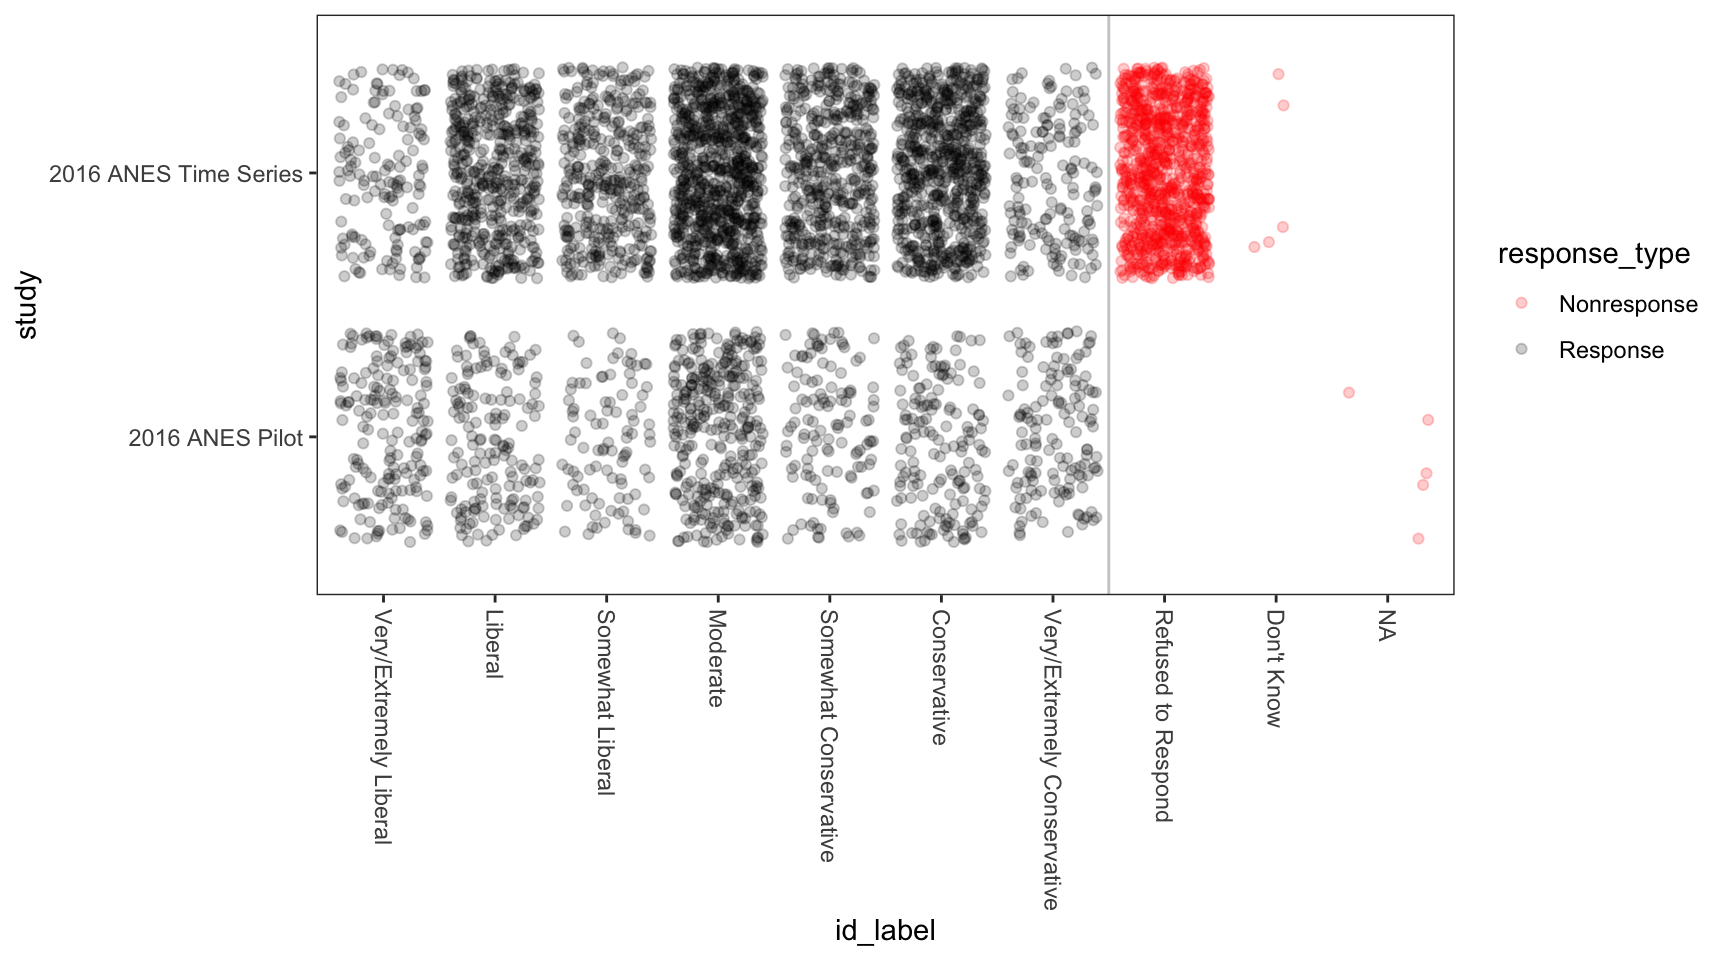 study
2016 ANES Time Series
2016 ANES Pilot
Very/Extremely Liberal
Liberal
Somewhat Liberal
Moderate
Somewhat Conservative
Conservative
Very/Extremely Conservative
Refused to Respond
Don't Know
NA
id_label
response_type
Nonresponse
Response